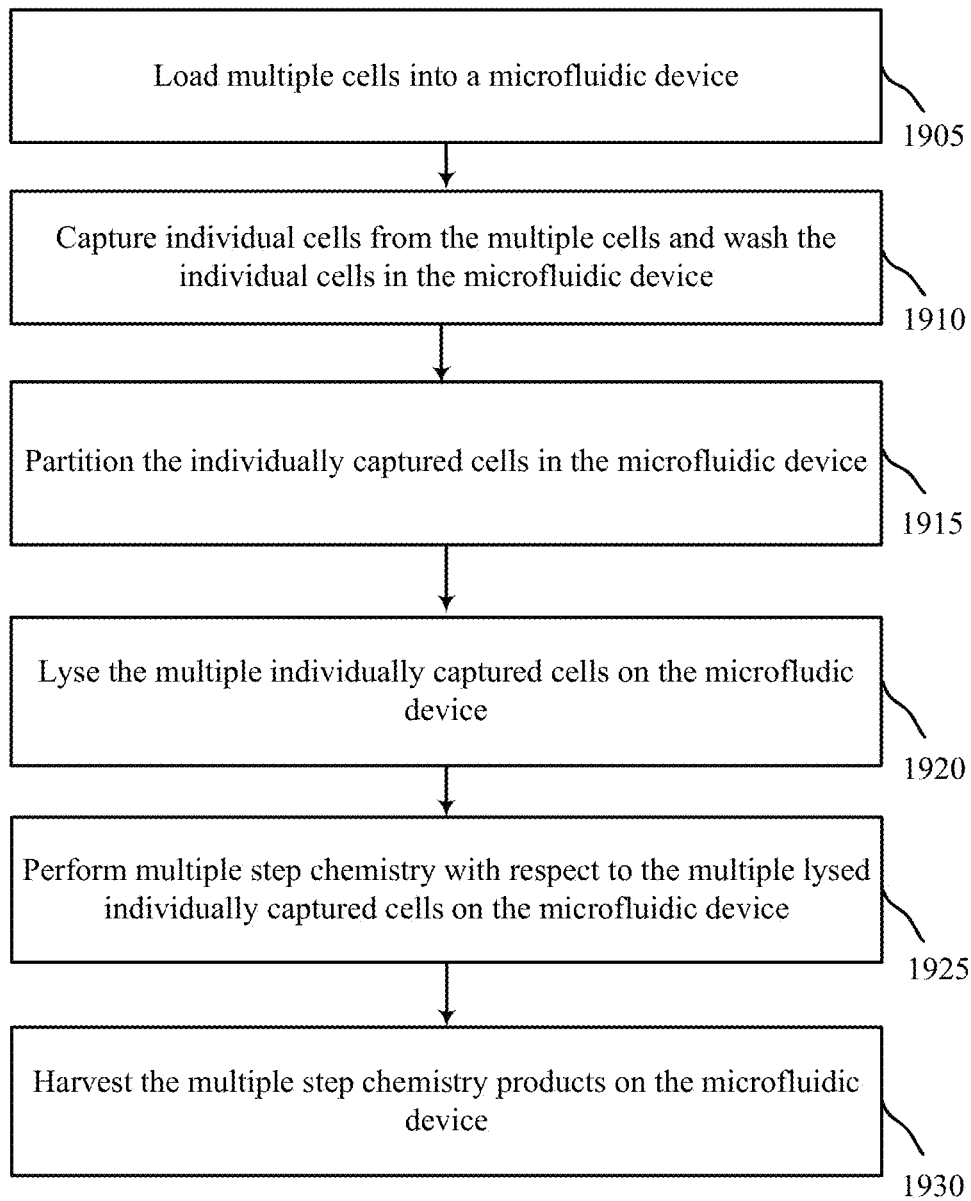 Load multiple cells into a microfluidic device
1905
Capture individual cells from the multiple cells and wash the
individual cells in the microfluidic device
1910
Partition the individually captured cells in the microfluidic device
1915
Lyse the multiple individually captured cells on the microfludic
device
1920
Perform multiple step chemistry with respect to the multiple lysed
individually captured cells on the microfluidic device
1925
Harvest the multiple step chemistry products on the microfluidic
device
1930